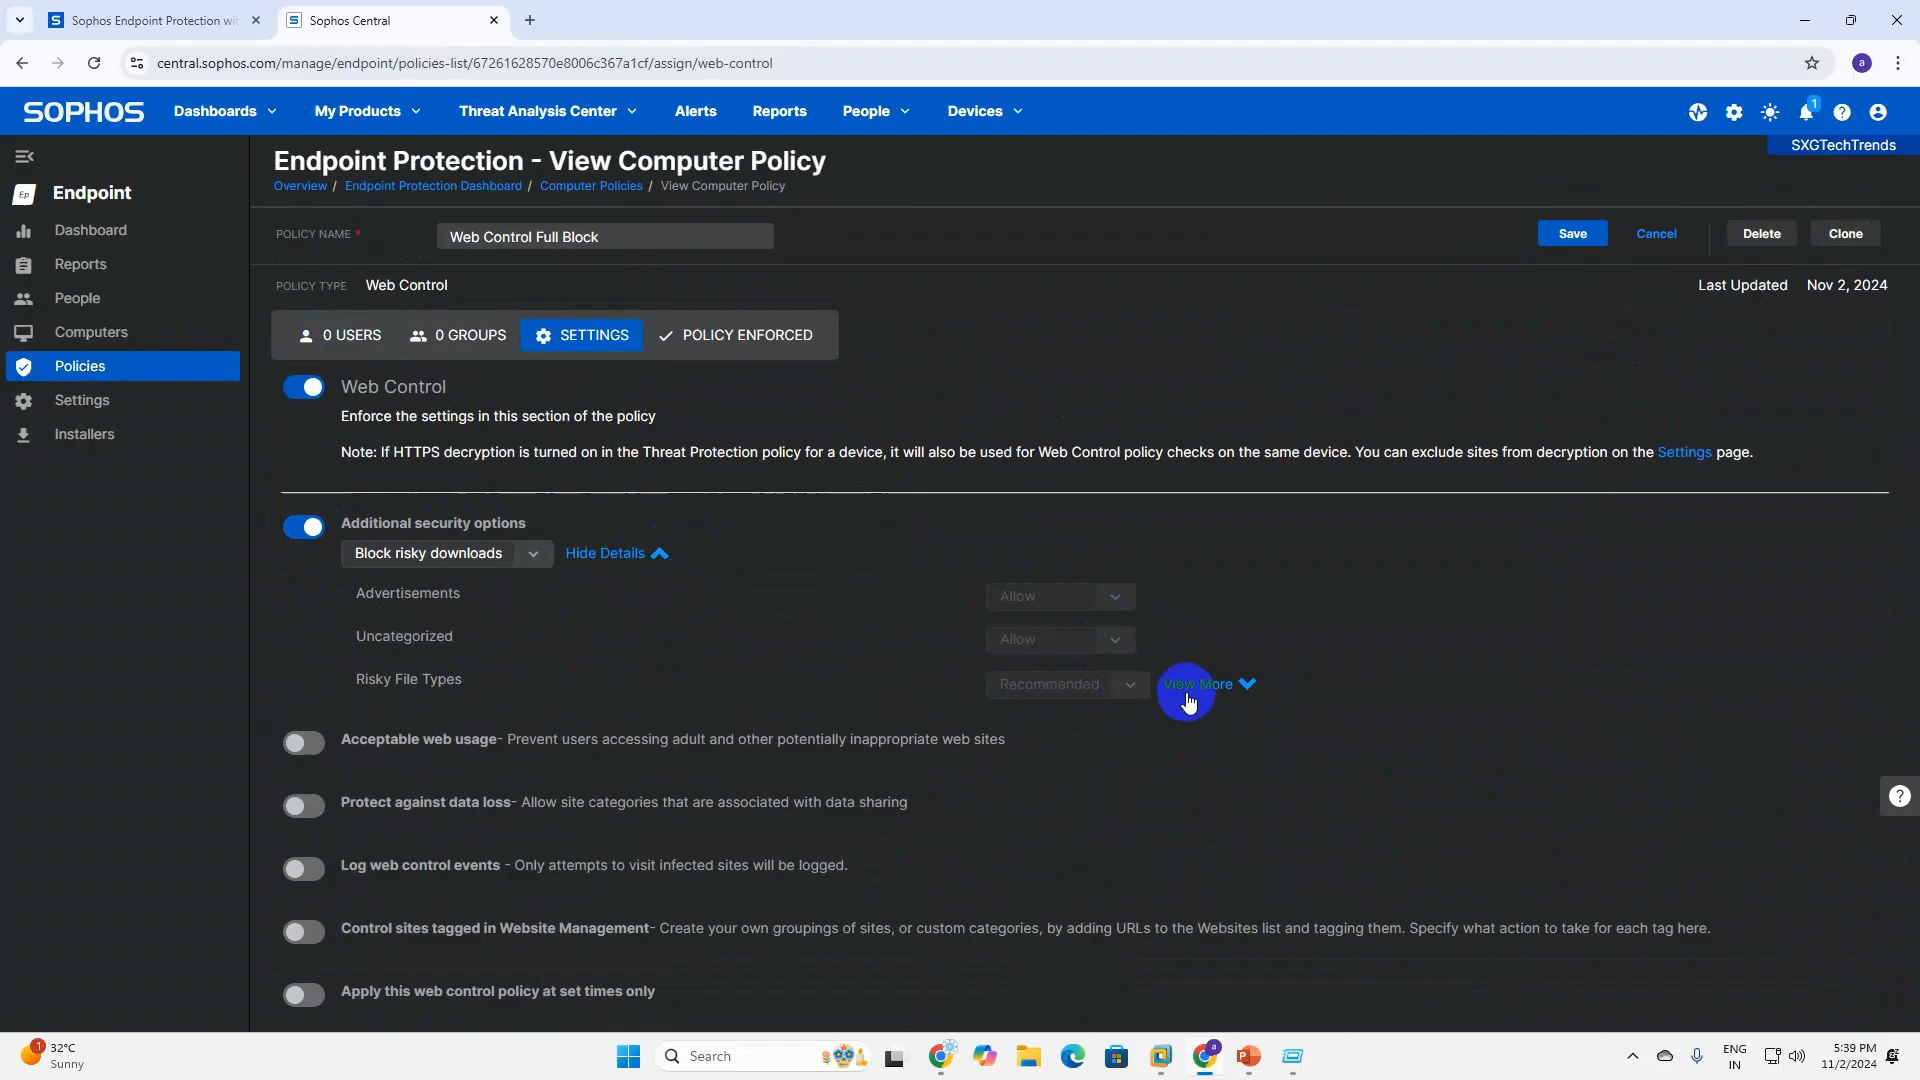 Sophos Endpoint Protection wit
Sophos Central
central.sophos.com/manage/endpoint/policies-list/67261628570e8006c367a1cf/assign/web-control
a
SOPHOS
Dashboards
My Products
Threat Analysis Center
Alerts
Reports
People
Devices
1
SXGTechTrends
Ep
Endpoint
Dashboard
Reports
People
Computers
Policies
Settings
Installers
Endpoint Protection - View Computer Policy
Overview / Endpoint Protection Dashboard / Computer Policies / View Computer Policy
POLICY NAME *
Web Control Full Block
Save
Cancel
Delete
Clone
POLICY TYPE
Web Control
Last Updated
Nov 2, 2024
0 USERS
0 GROUPS
SETTINGS
POLICY ENFORCED
Web Control
Enforce the settings in this section of the policy
Note: If HTTPS decryption is turned on in the Threat Protection policy for a device, it will also be used for Web Control policy checks on the same device. You can exclude sites from decryption on the Settings page.
Additional security options
Block risky downloads
Hide Details
Advertisements
Allow
Uncategorized
Allow
Risky File Types
Recommended
View More
Acceptable web usage- Prevent users accessing adult and other potentially inappropriate web sites
Protect against data loss- Allow site categories that are associated with data sharing
Log web control events - Only attempts to visit infected sites will be logged.
Control sites tagged in Website Management- Create your own groupings of sites, or custom categories, by adding URLs to the Websites list and tagging them. Specify what action to take for each tag here.
Apply this web control policy at set times only
1
32°C
Sunny
Search
a
ENG
IN
5:39 PM
11/2/2024